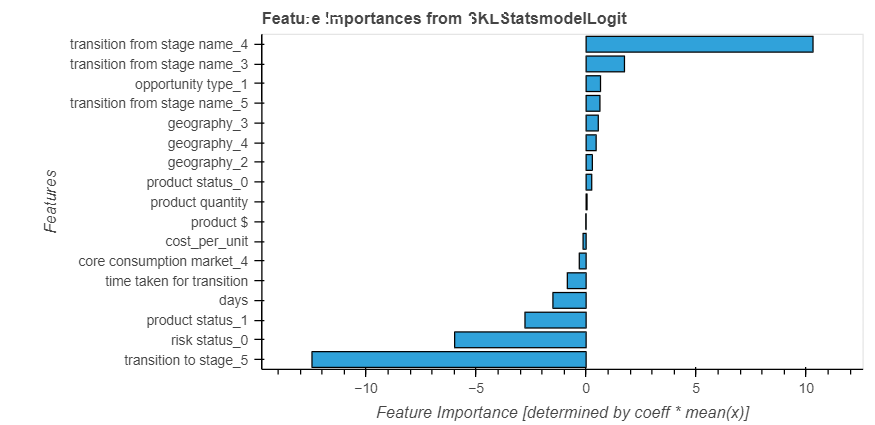 Feature Importances from SKLStatsmodelLogit
transition from stage name_4
transition from stage name_3
opportunity type_1
transition from stage name_5
geography_3
geography_4
geography_2
product status_0
product quantity
product $
cost_per_unit
core consumption market_4
time taken for transition
days
product status_1
risk status_0
transition to stage_5
Features
−10 −5 0 5 10
Feature Importance [determined by coeff * mean(x)]